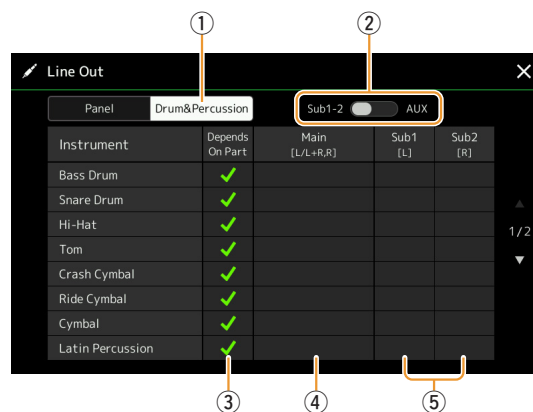 1
2
Line Out
Panel Drum&Percussion Sub1-2 AUX
Instrument Depends On Part Main [L/L+R,R] Sub1 [L] Sub2 [R]
Bass Drum
Snare Drum
Hi-Hat
1/2
Tom
Crash Cymbal
Ride Cymbal
Cymbal
Latin Percussion
3 4 5